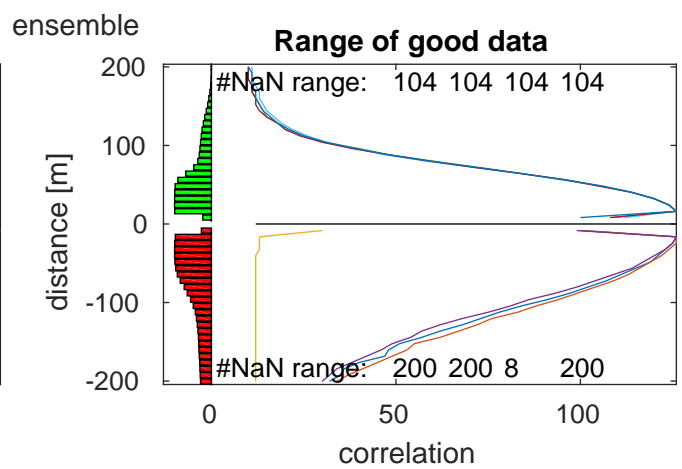 ensemble
Range of good data
200
#NaN range: 104 104 104 104
100
0
-100
-200
#NaN range: 200 200 8 200
distance [m]
0 50 100
correlation